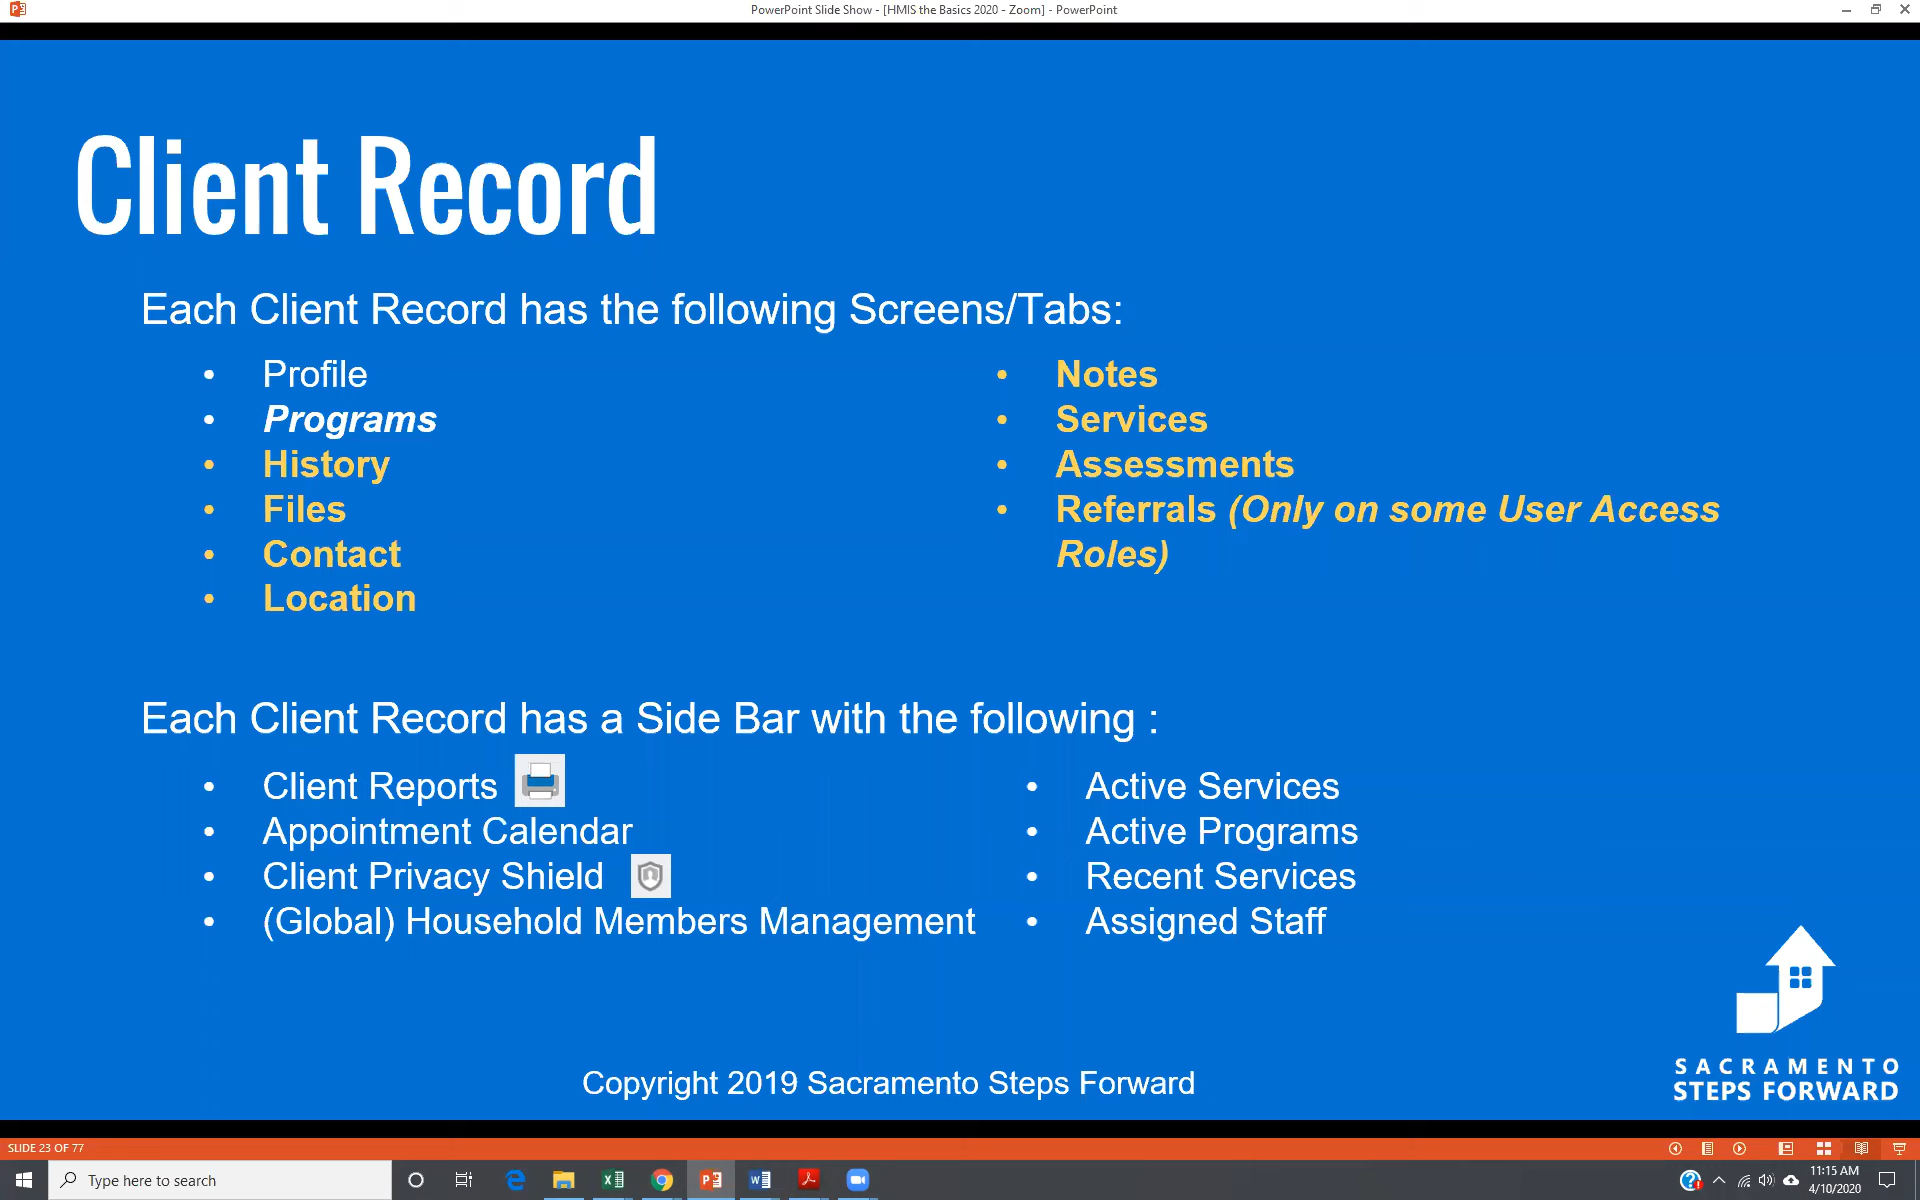 PowerPoint Slide Show - [HMIS the Basics 2020 - Zoom] - PowerPoint
Client Record
Each Client Record has the following Screens/Tabs:
• Profile
• Programs
• History
• Files
• Contact
• Location
• Notes
• Services
• Assessments
• Referrals (Only on some User Access
Roles)
Each Client Record has a Side Bar with the following :
• Client Reports
• Appointment Calendar
• Client Privacy Shield
• (Global) Household Members Management
• Active Services
• Active Programs
• Recent Services
• Assigned Staff
SACRAMENTO
STEPS FORWARD
Copyright 2019 Sacramento Steps Forward
SLIDE 23 OF 77
Type here to search
11:15 AM
4/10/2020